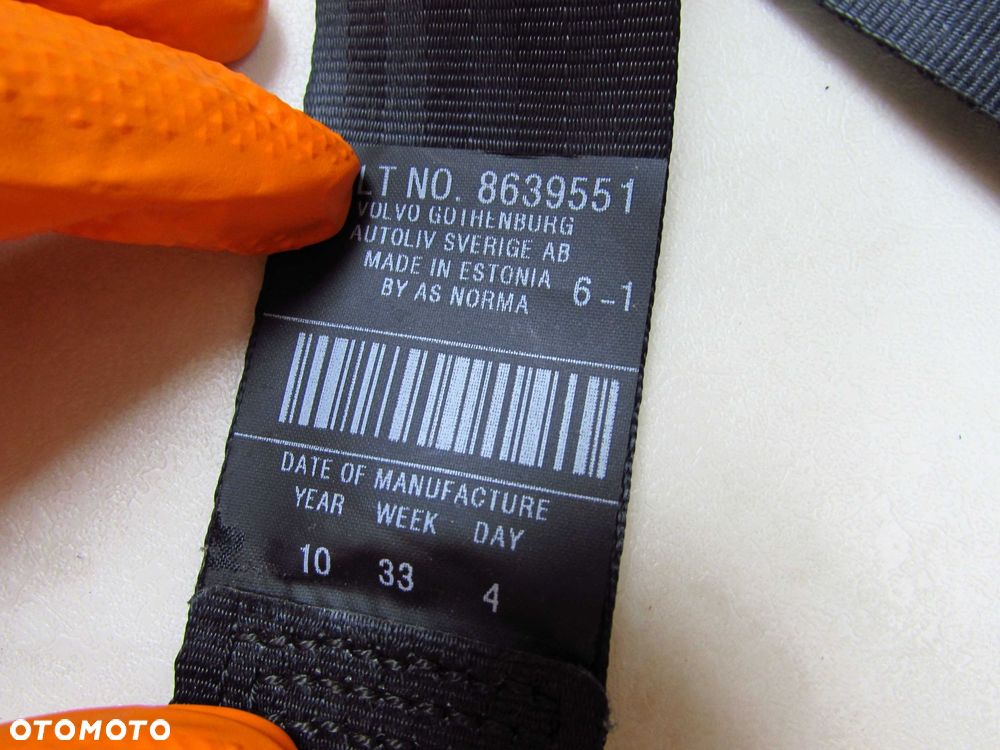 LT NO. 8639551
VOLVO GOTHENBURG
AUTOLIV SVERIGE AB
MADE IN ESTONIA
BY AS NORMA
6-1
DATE OF MANUFACTURE
YEAR WEEK DAY
10 33 4
OTOMOTO